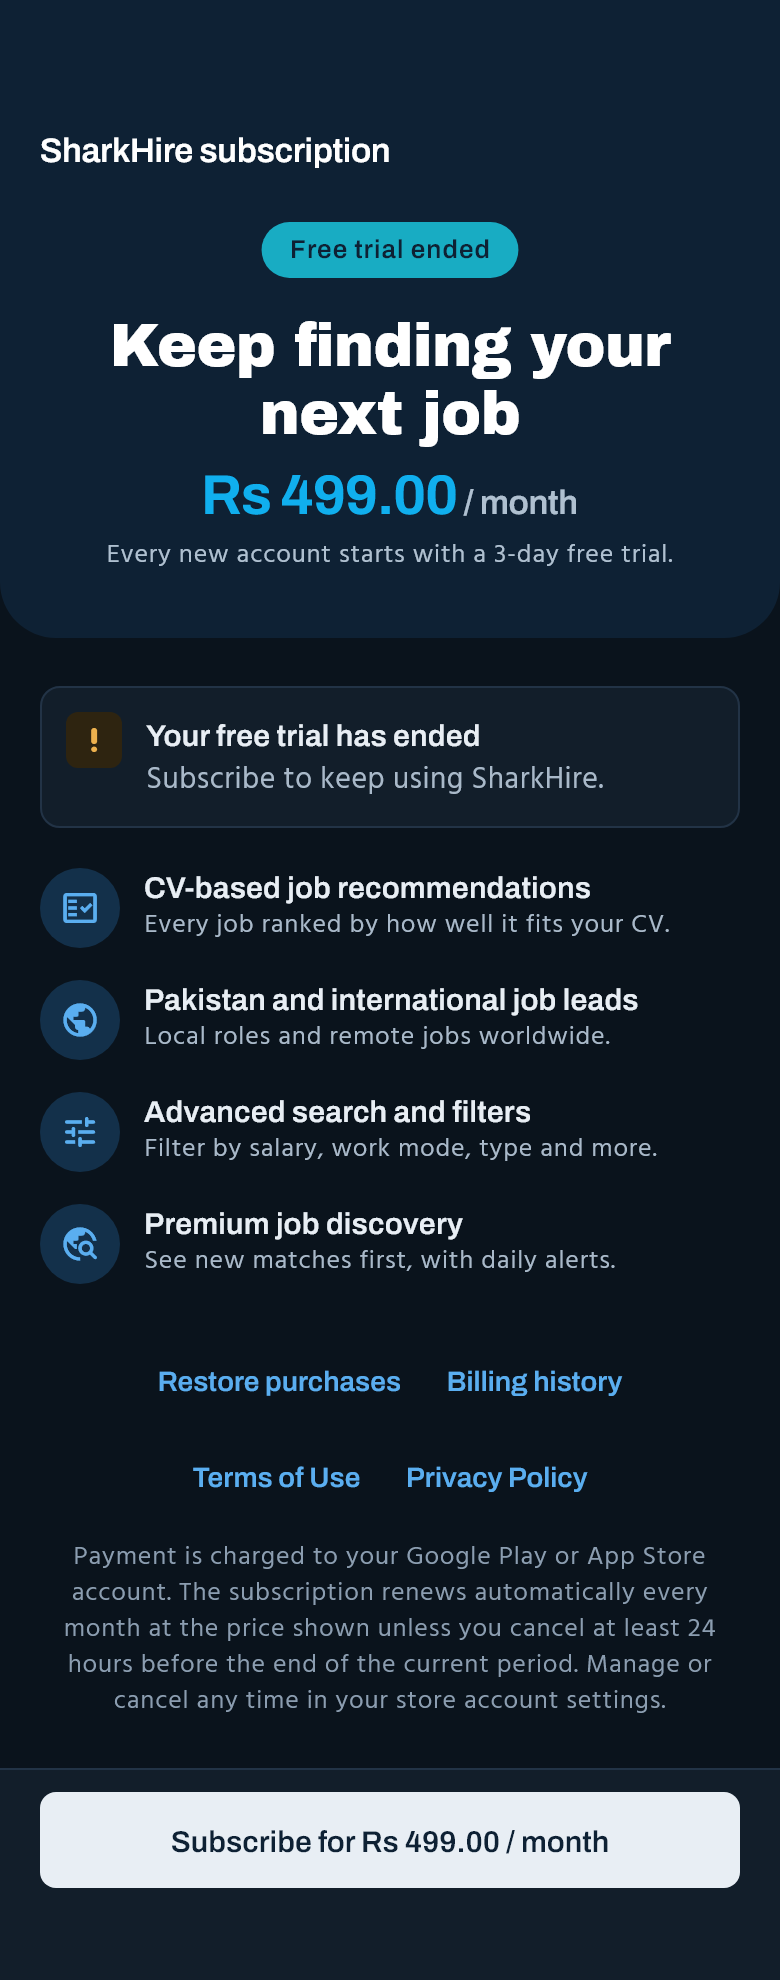 SharkHire subscription
Free trial ended
Keep finding your
next job
Rs 499.00 / month
Every new account starts with a 3-day free trial.
Your free trial has ended
Subscribe to keep using SharkHire.
CV-based job recommendations
Every job ranked by how well it fits your CV.
Pakistan and international job leads
Local roles and remote jobs worldwide.
Advanced search and filters
Filter by salary, work mode, type and more.
Premium job discovery
See new matches first, with daily alerts.
Restore purchases Billing history
Terms of Use Privacy Policy
Payment is charged to your Google Play or App Store
account. The subscription renews automatically every
month at the price shown unless you cancel at least 24
hours before the end of the current period. Manage or
cancel any time in your store account settings.
Subscribe for Rs 499.00 / month